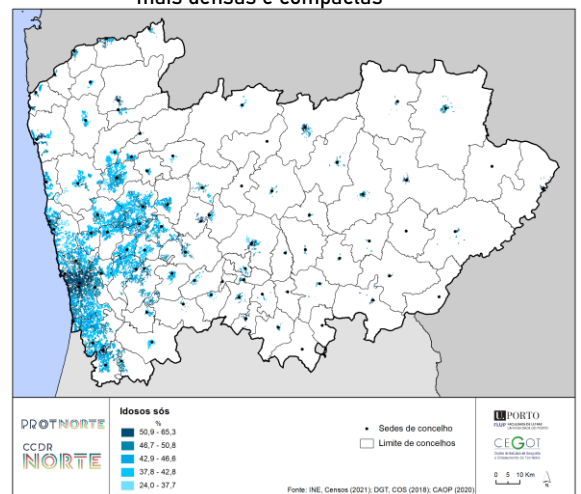 mais densas e compactas
PROTNORTE
CCDR
NORTE
Idosos sós
%
50,9 - 65,3
46,7 - 50,8
42,9 - 46,6
37,8 - 42,8
24,0 - 37,7
Sedes de concelho
Limite de concelhos
Fonte: INE, Censos (2021); DGT, COS (2018); CAOP (2020)
U.PORTO
FLUP FACULDADE DE LETRAS
UNIVERSIDADE DO PORTO
CEGOT
0 5 10 Km
N